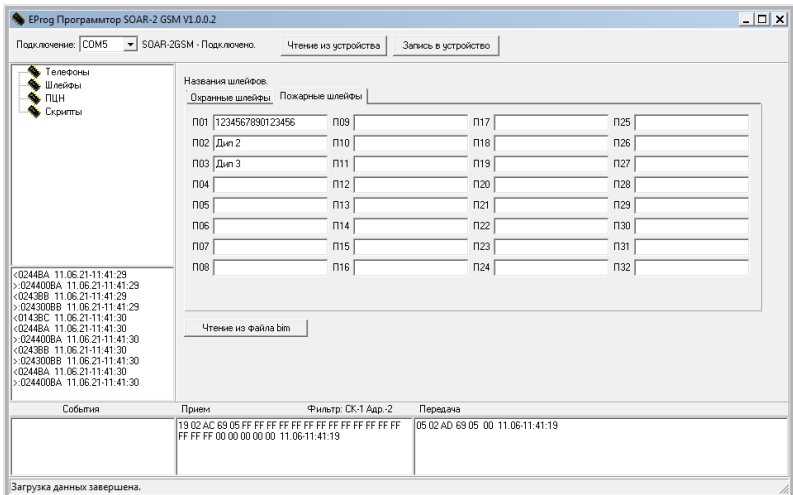 EProg Программтор SOAR-2 GSM V1.0.0.2
Подключение: COM5 SOAR-2GSM - Подключено. Чтение из устройства Запись в устройство
Телефоны
Шлейфы
ПЦН
Скрипты
Названия шлейфов.
Охранные шлейфы Пожарные шлейфы
П01 1234567890123456 П09 П17 П25
П02 Дип 2 П10 П18 П26
П03 Дип 3 П11 П19 П27
П04 П12 П20 П28
П05 П13 П21 П29
П06 П14 П22 П30
П07 П15 П23 П31
П08 П16 П24 П32
Чтение из файла bim
<0244BA 11.06.21-11:41:29
>:024400BA 11.06.21-11:41:29
<0243BB 11.06.21-11:41:29
>:024300BB 11.06.21-11:41:29
<0143BC 11.06.21-11:41:30
<0244BA 11.06.21-11:41:30
>:024400BA 11.06.21-11:41:30
<0243BB 11.06.21-11:41:30
>:024300BB 11.06.21-11:41:30
<0244BA 11.06.21-11:41:30
>:024400BA 11.06.21-11:41:30
События Прием Фильтр: СК-1 Адр.-2 Передача
19 02 AC 69 05 FF FF FF FF FF FF FF FF FF FF FF FF FF
FF FF FF 00 00 00 00 00 11.06-11:41:19
05 02 AD 69 05 00 11.06-11:41:19
Загрузка данных завершена.